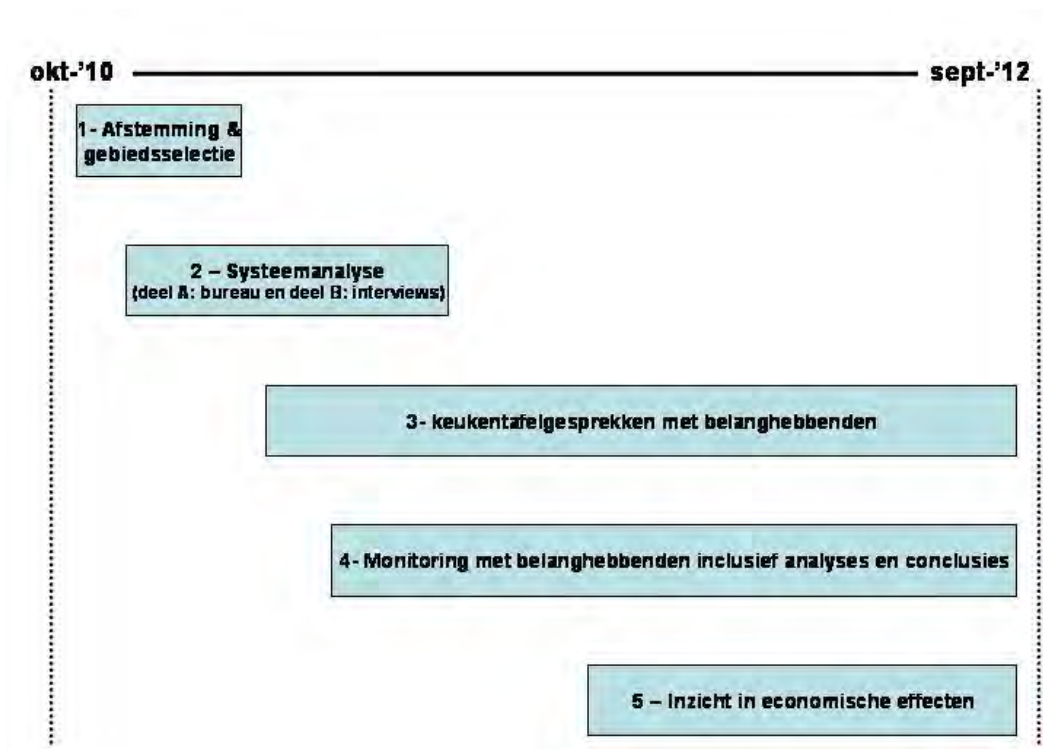 okt-'10 sept-'12
1- Afstemming &
gebiedsselectie
2 – Systeemanalyse
(deel A: bureau en deel B: interviews)
3- keukentafelgesprekken met belanghebbenden
4- Monitoring met belanghebbenden inclusief analyses en conclusies
5 – Inzicht in economische effecten